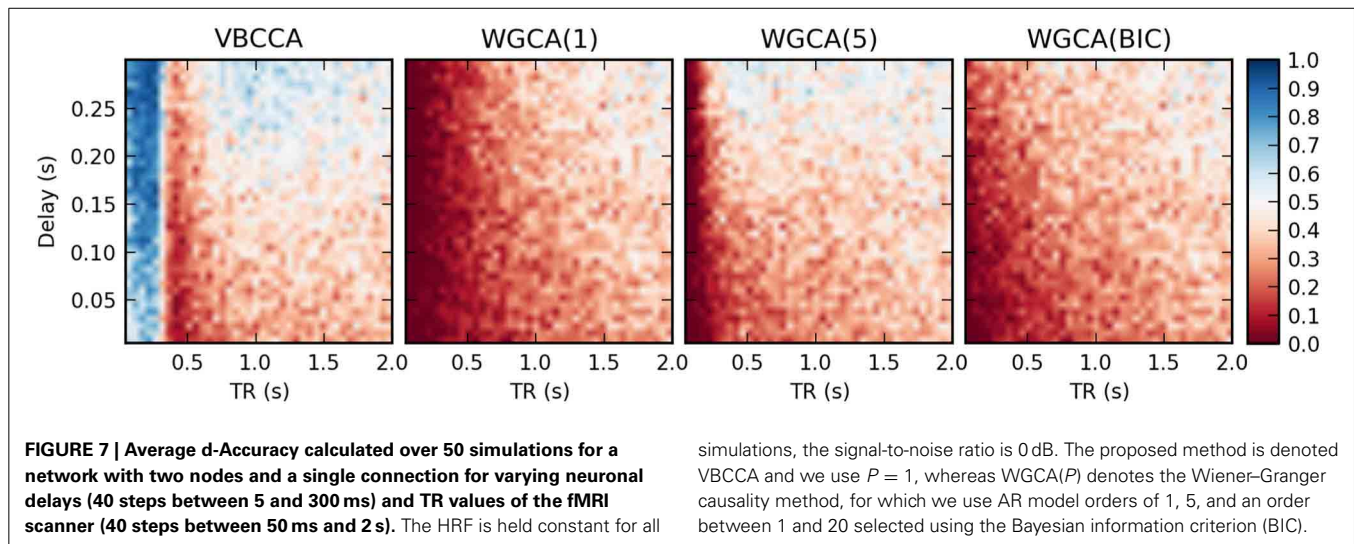 VBCCA
WGCA(1)
WGCA(5)
WGCA(BIC)
Delay (s)
0.25
0.20
0.15
0.10
0.05
0.5 1.0 1.5 2.0
0.5 1.0 1.5 2.0
0.5 1.0 1.5 2.0
0.5 1.0 1.5 2.0
TR (s)
TR (s)
TR (s)
TR (s)
1.0
0.9
0.8
0.7
0.6
0.5
0.4
0.3
0.2
0.1
0.0
FIGURE 7 | Average d-Accuracy calculated over 50 simulations for a
network with two nodes and a single connection for varying neuronal
delays (40 steps between 5 and 300 ms) and TR values of the fMRI
scanner (40 steps between 50 ms and 2 s). The HRF is held constant for all
simulations, the signal-to-noise ratio is 0 dB. The proposed method is denoted
VBCCA and we use P = 1, whereas WGCA(P) denotes the Wiener–Granger
causality method, for which we use AR model orders of 1, 5, and an order
between 1 and 20 selected using the Bayesian information criterion (BIC).